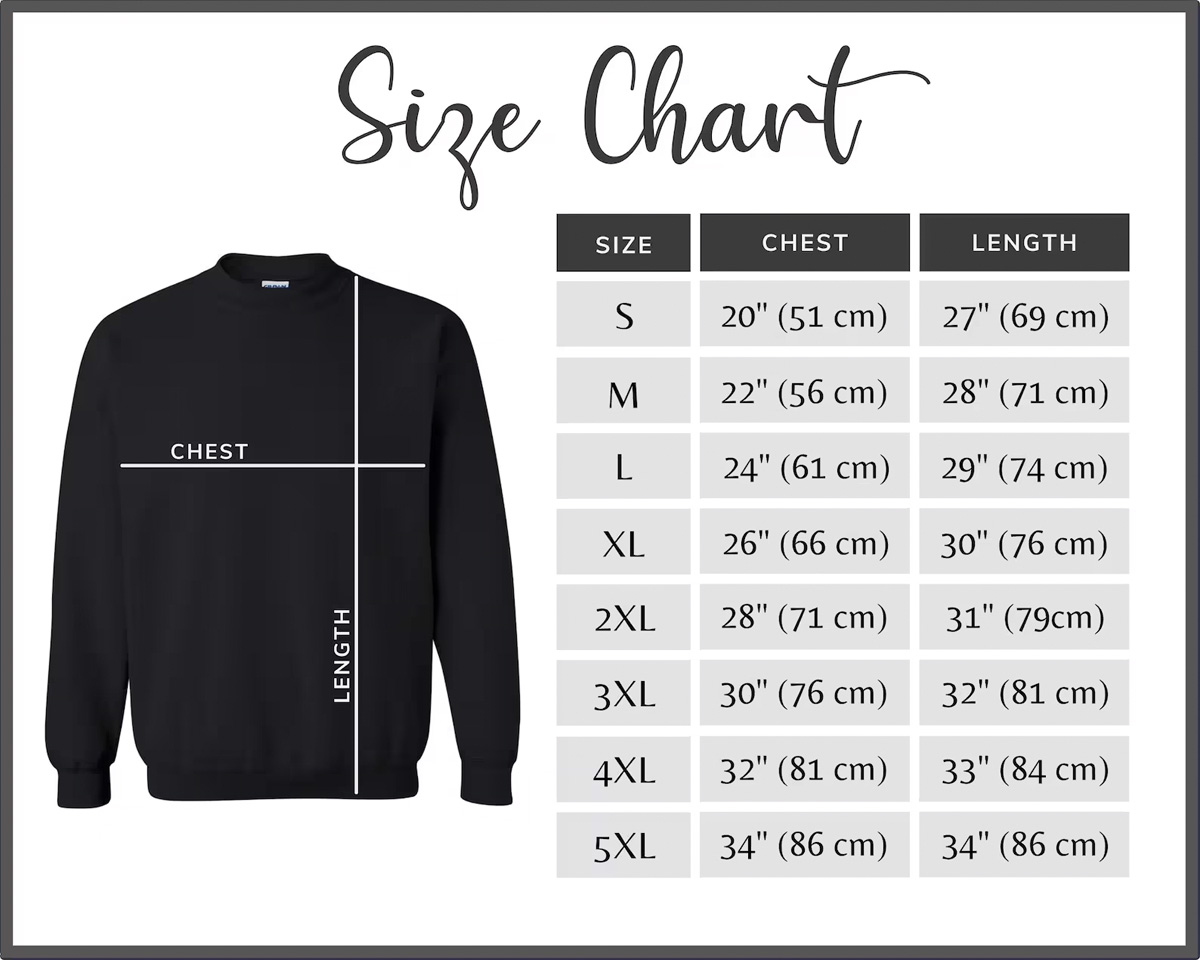 Size Chart
SIZE CHEST LENGTH
S 20" (51 cm) 27" (69 cm)
M 22" (56 cm) 28" (71 cm)
L 24" (61 cm) 29" (74 cm)
XL 26" (66 cm) 30" (76 cm)
2XL 28" (71 cm) 31" (79cm)
3XL 30" (76 cm) 32" (81 cm)
4XL 32" (81 cm) 33" (84 cm)
5XL 34" (86 cm) 34" (86 cm)
CHEST
LENGTH